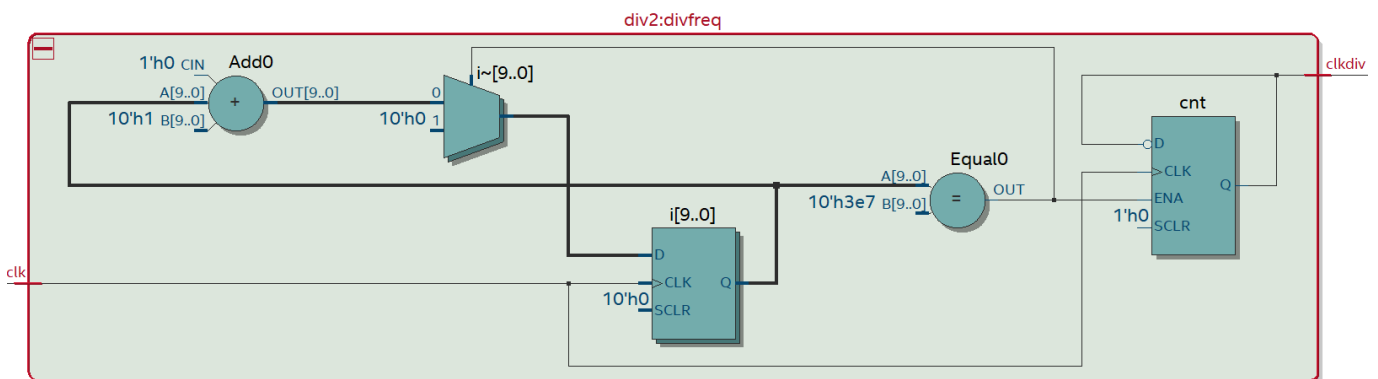 div2:divfreq
clkdiv
1'h0 CIN
Add0
A[9..0]
OUT[9..0]
10'h1 B[9..0]
+
i~[9..0]
0
10'h0 1
cnt
D
CLK
Q
ENA
1'h0
SCLR
Equal0
A[9..0]
OUT
10'h3e7 B[9..0]
=
i[9..0]
D
clk
CLK
Q
10'h0
SCLR